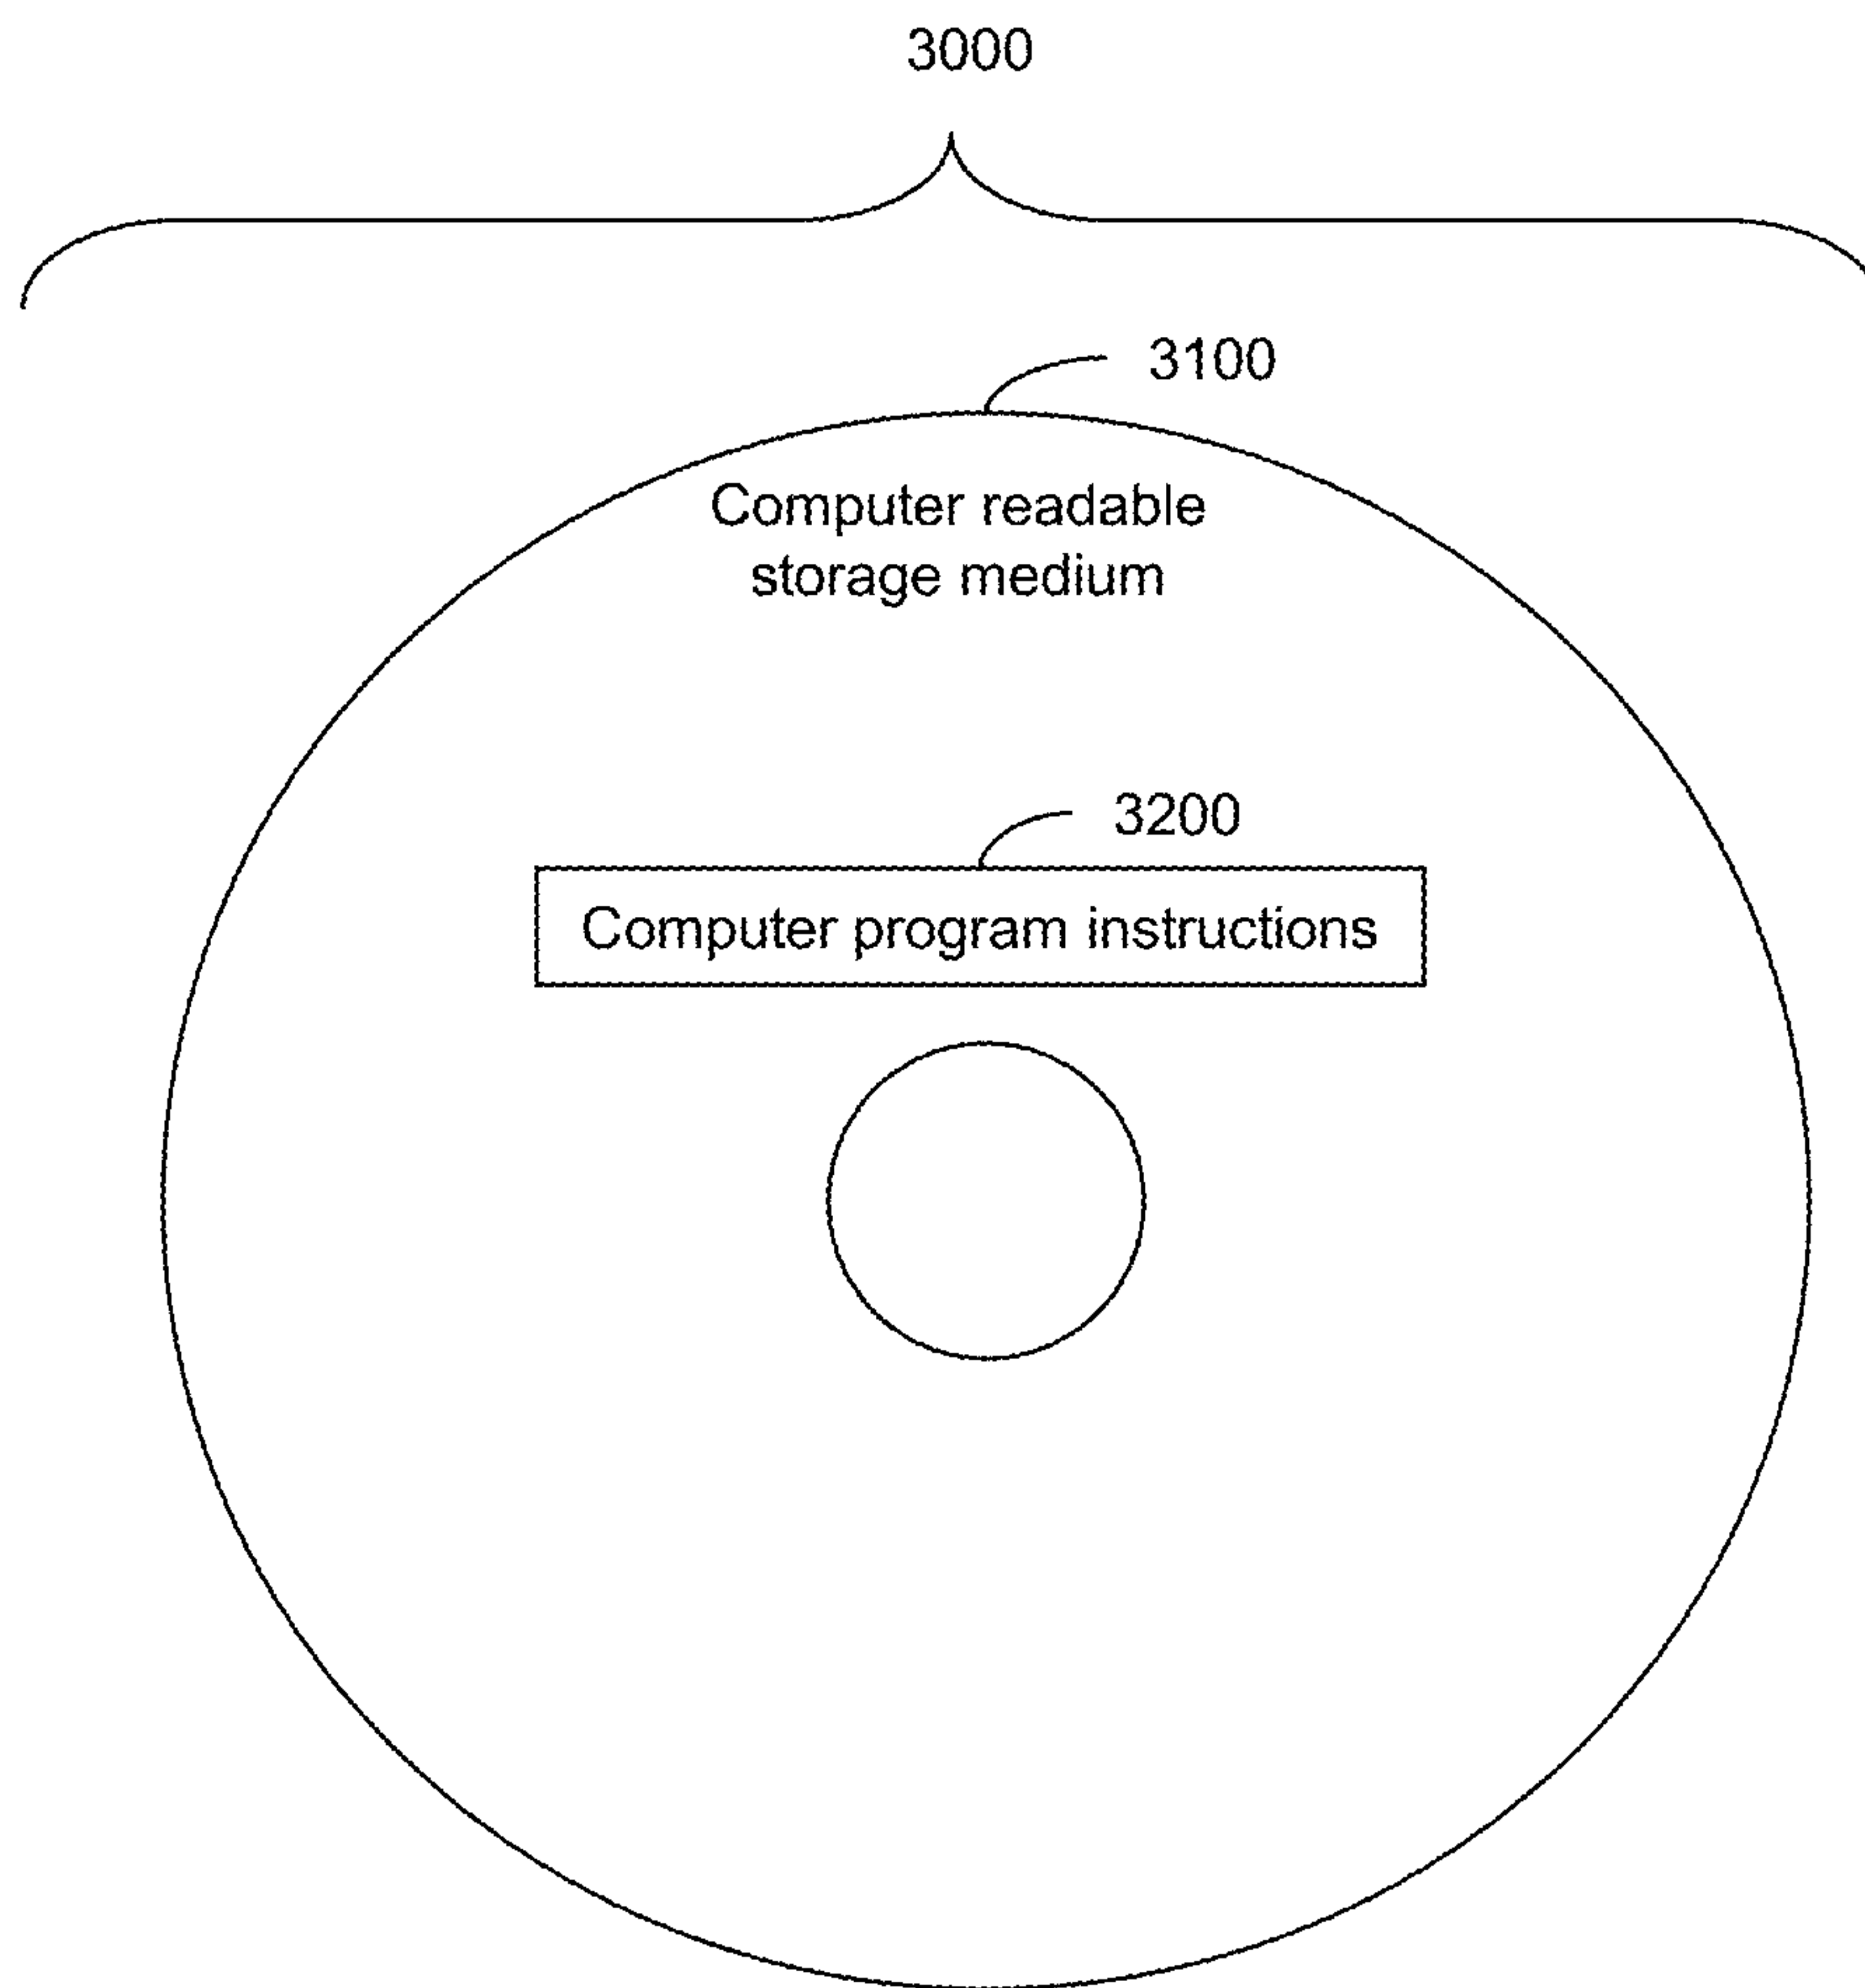 3000
3100
Computer readable
storage medium
3200
Computer program instructions